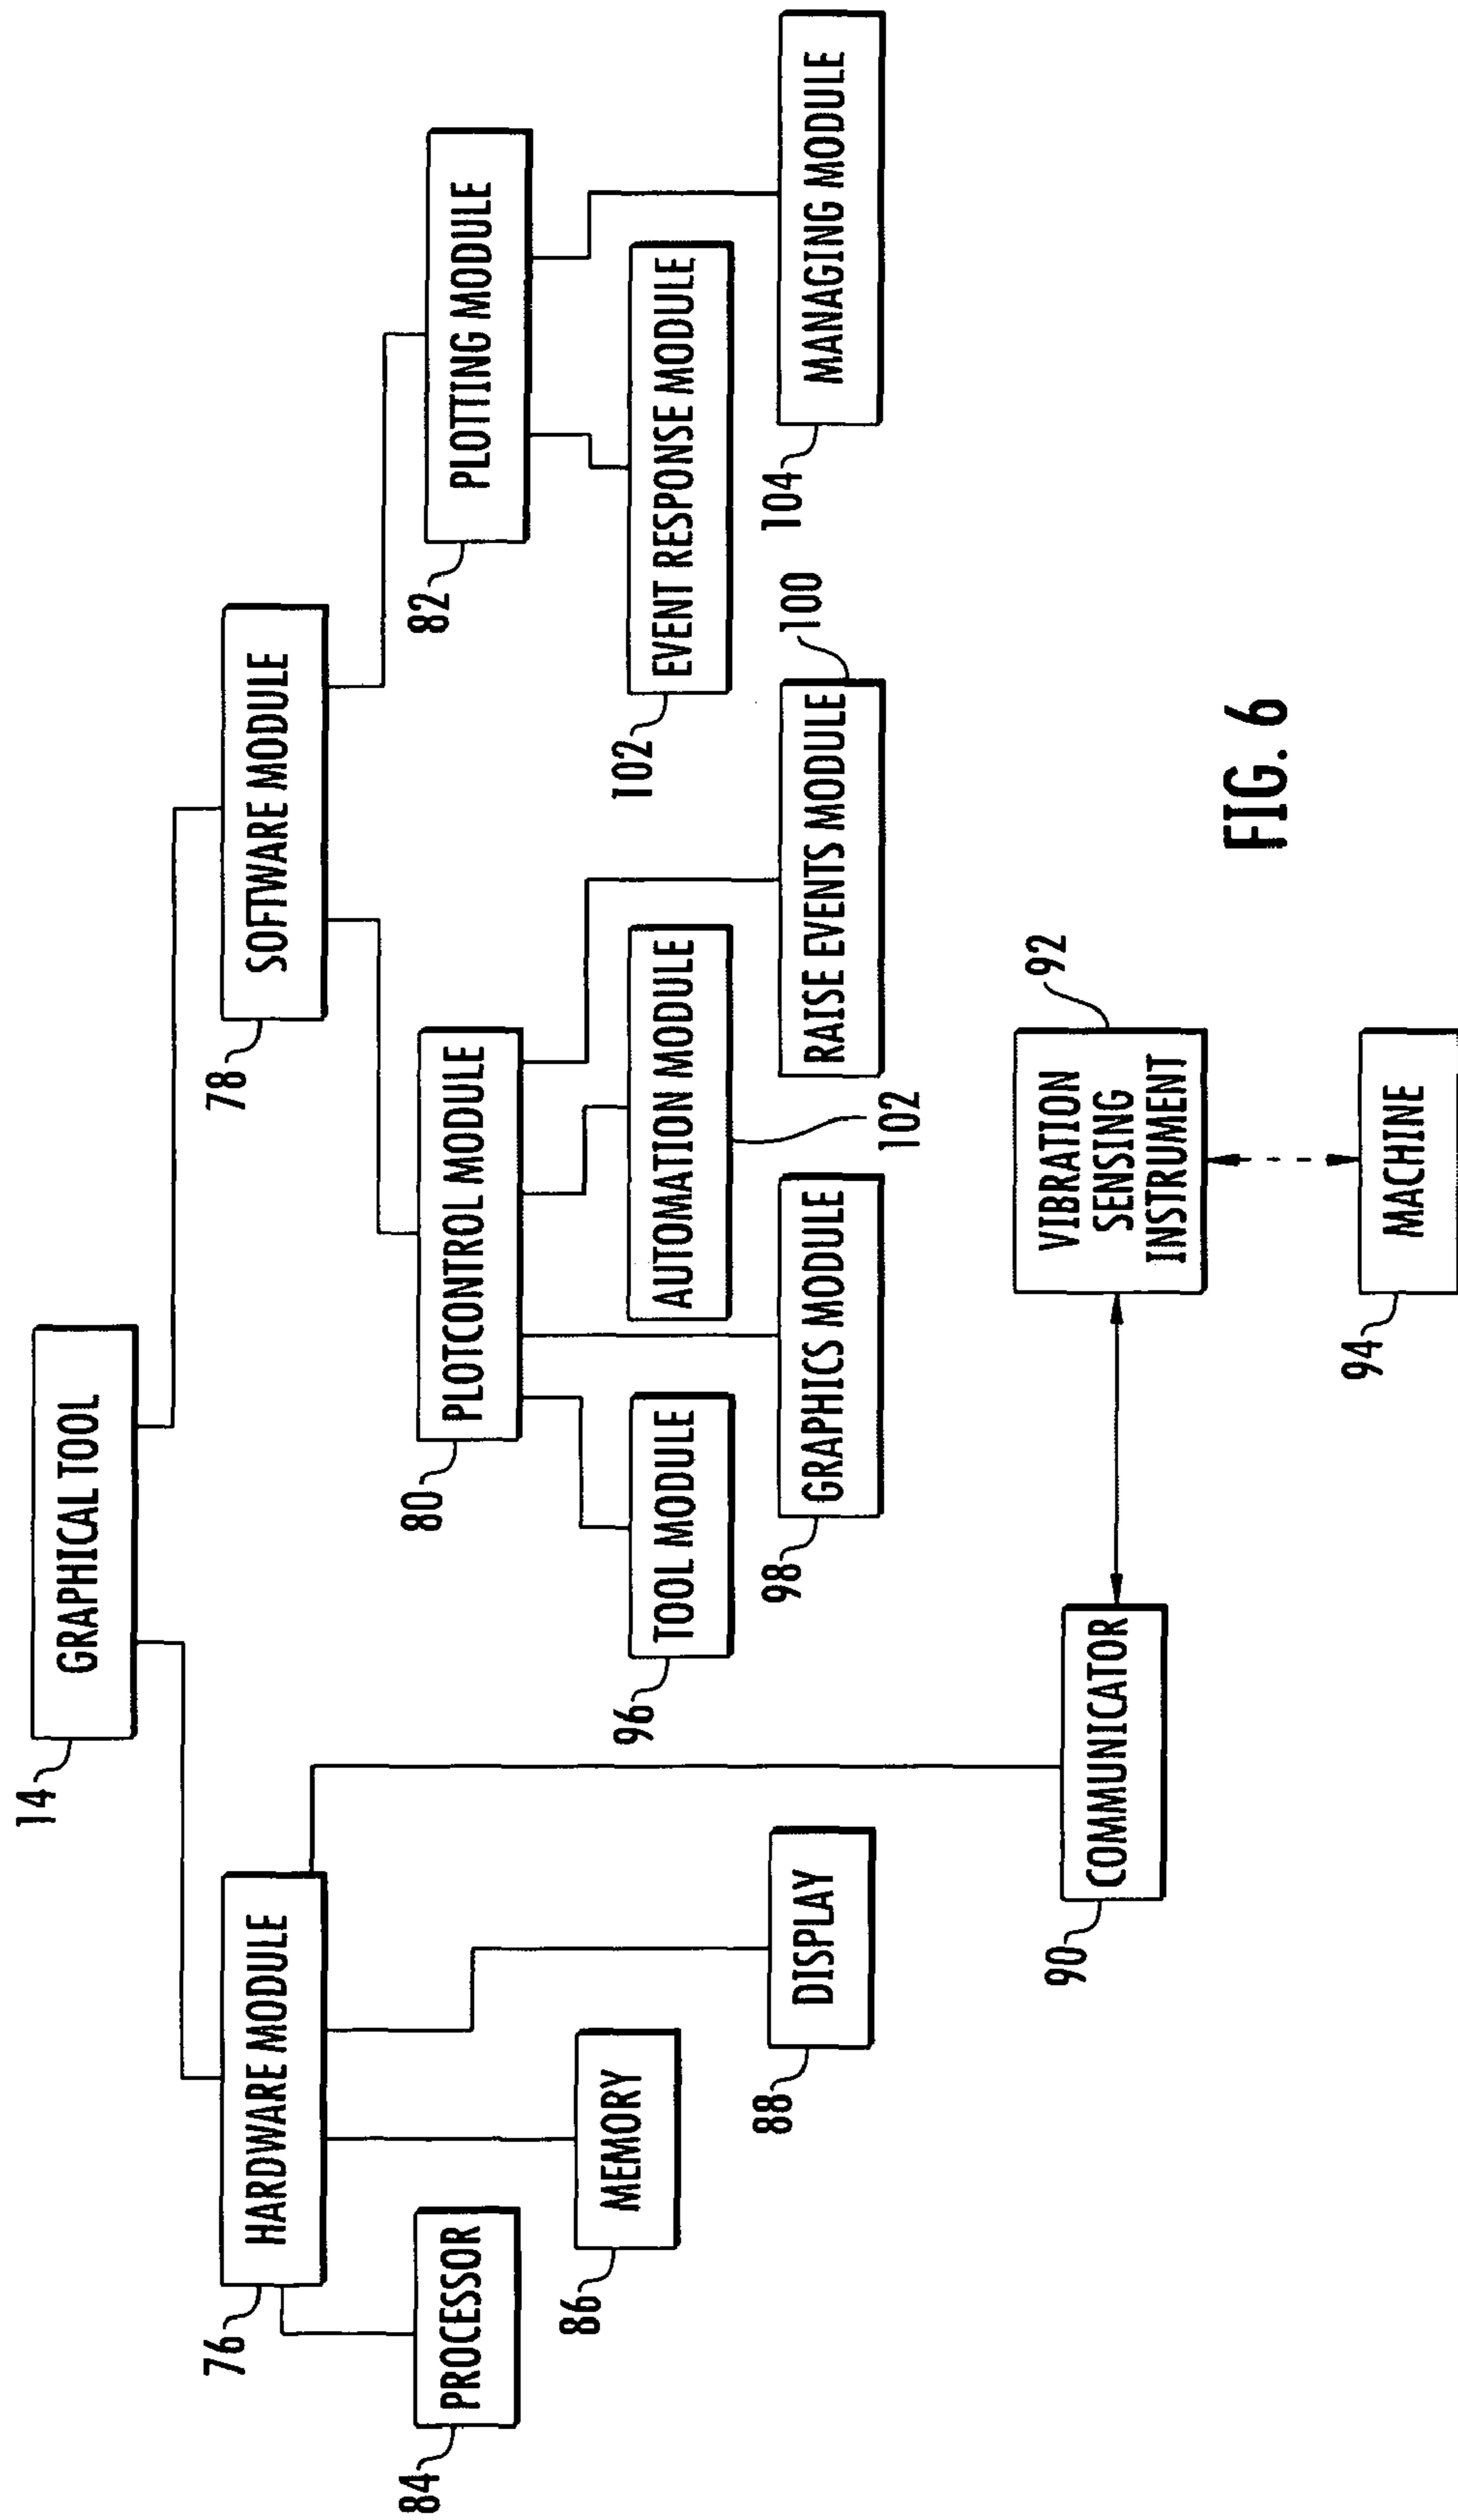 14
GRAPHICAL TOOL
76
HARDWARE MODULE
78
SOFTWARE MODULE
84
PROCESSOR
80
PLOTCONTROL MODULE
82
PLOTTING MODULE
86
MEMORY
96
TOOL MODULE
AUTOMATION MODULE
102
102
EVENT RESPONSE MODULE
88
DISPLAY
98
GRAPHICS MODULE
RAISE EVENTS MODULE
100
104
MANAGING MODULE
90
COMMUNICATOR
VIBRATION
SENSING
INSTRUMENT
92
94
MACHINE
FIG. 6